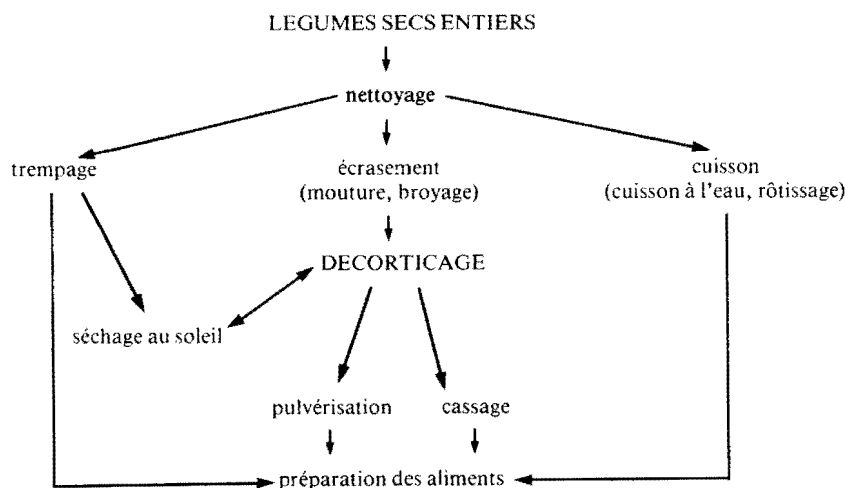 LEGUMES SECS ENTIERS
nettoyage
trempage
écrasement
(mouture, broyage)
cuisson
(cuisson à l'eau, rôtissage)
DECORTICAGE
séchage au soleil
pulvérisation
cassage
préparation des aliments